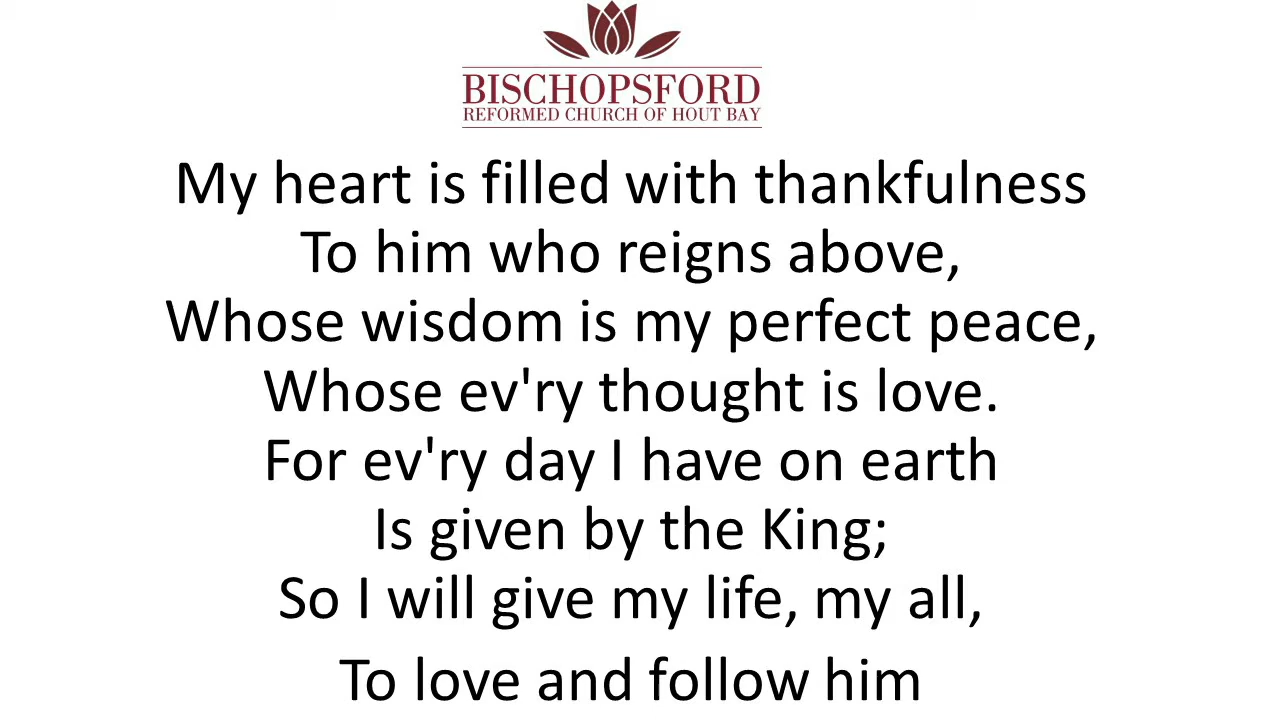 BISCHOPSFORD
REFORMED CHURCH OF HOUT BAY
My heart is filled with thankfulness
To him who reigns above,
Whose wisdom is my perfect peace,
Whose ev'ry thought is love.
For ev'ry day I have on earth
Is given by the King;
So I will give my life, my all,
To love and follow him